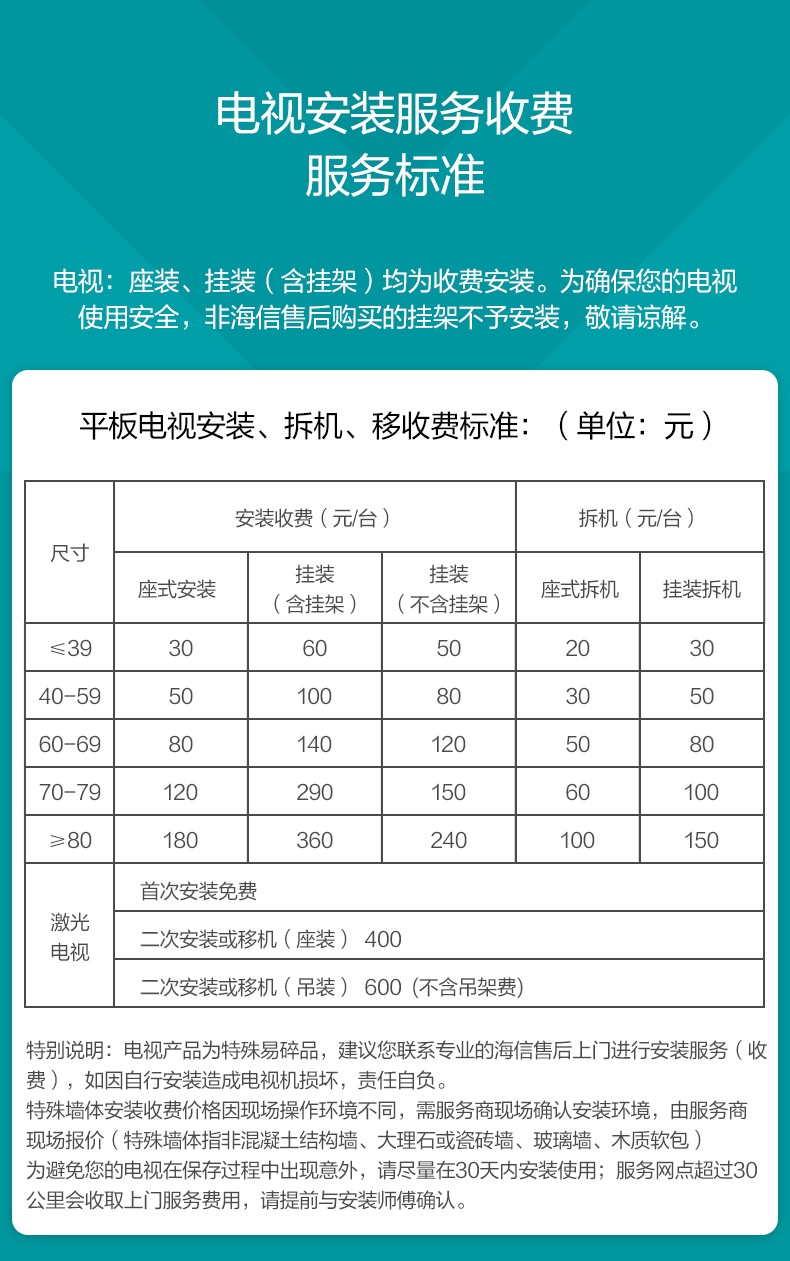 电视安装服务收费
服务标准
电视：座装、挂装（含挂架）均为收费安装。为确保您的电视
使用安全，非海信售后购买的挂架不予安装，敬请谅解。
平板电视安装、拆机、移收费标准：（单位：元）
尺寸 安装收费（元/台） 拆机（元/台）
座式安装 挂装（含挂架） 挂装（不含挂架） 座式拆机 挂装拆机
≤39 30 60 50 20 30
40-59 50 100 80 30 50
60-69 80 140 120 50 80
70-79 120 290 150 60 100
≥80 180 360 240 100 150
激光
电视
首次安装免费
二次安装或移机（座装） 400
二次安装或移机（吊装） 600 (不含吊架费)
特别说明：电视产品为特殊易碎品，建议您联系专业的海信售后上门进行安装服务（收
费），如因自行安装造成电视机损坏，责任自负。
特殊墙体安装收费价格因现场操作环境不同，需服务商现场确认安装环境，由服务商
现场报价（特殊墙体指非混凝土结构墙、大理石或瓷砖墙、玻璃墙、木质软包）
为避免您的电视在保存过程中出现意外，请尽量在30天内安装使用；服务网点超过30
公里会收取上门服务费用，请提前与安装师傅确认。